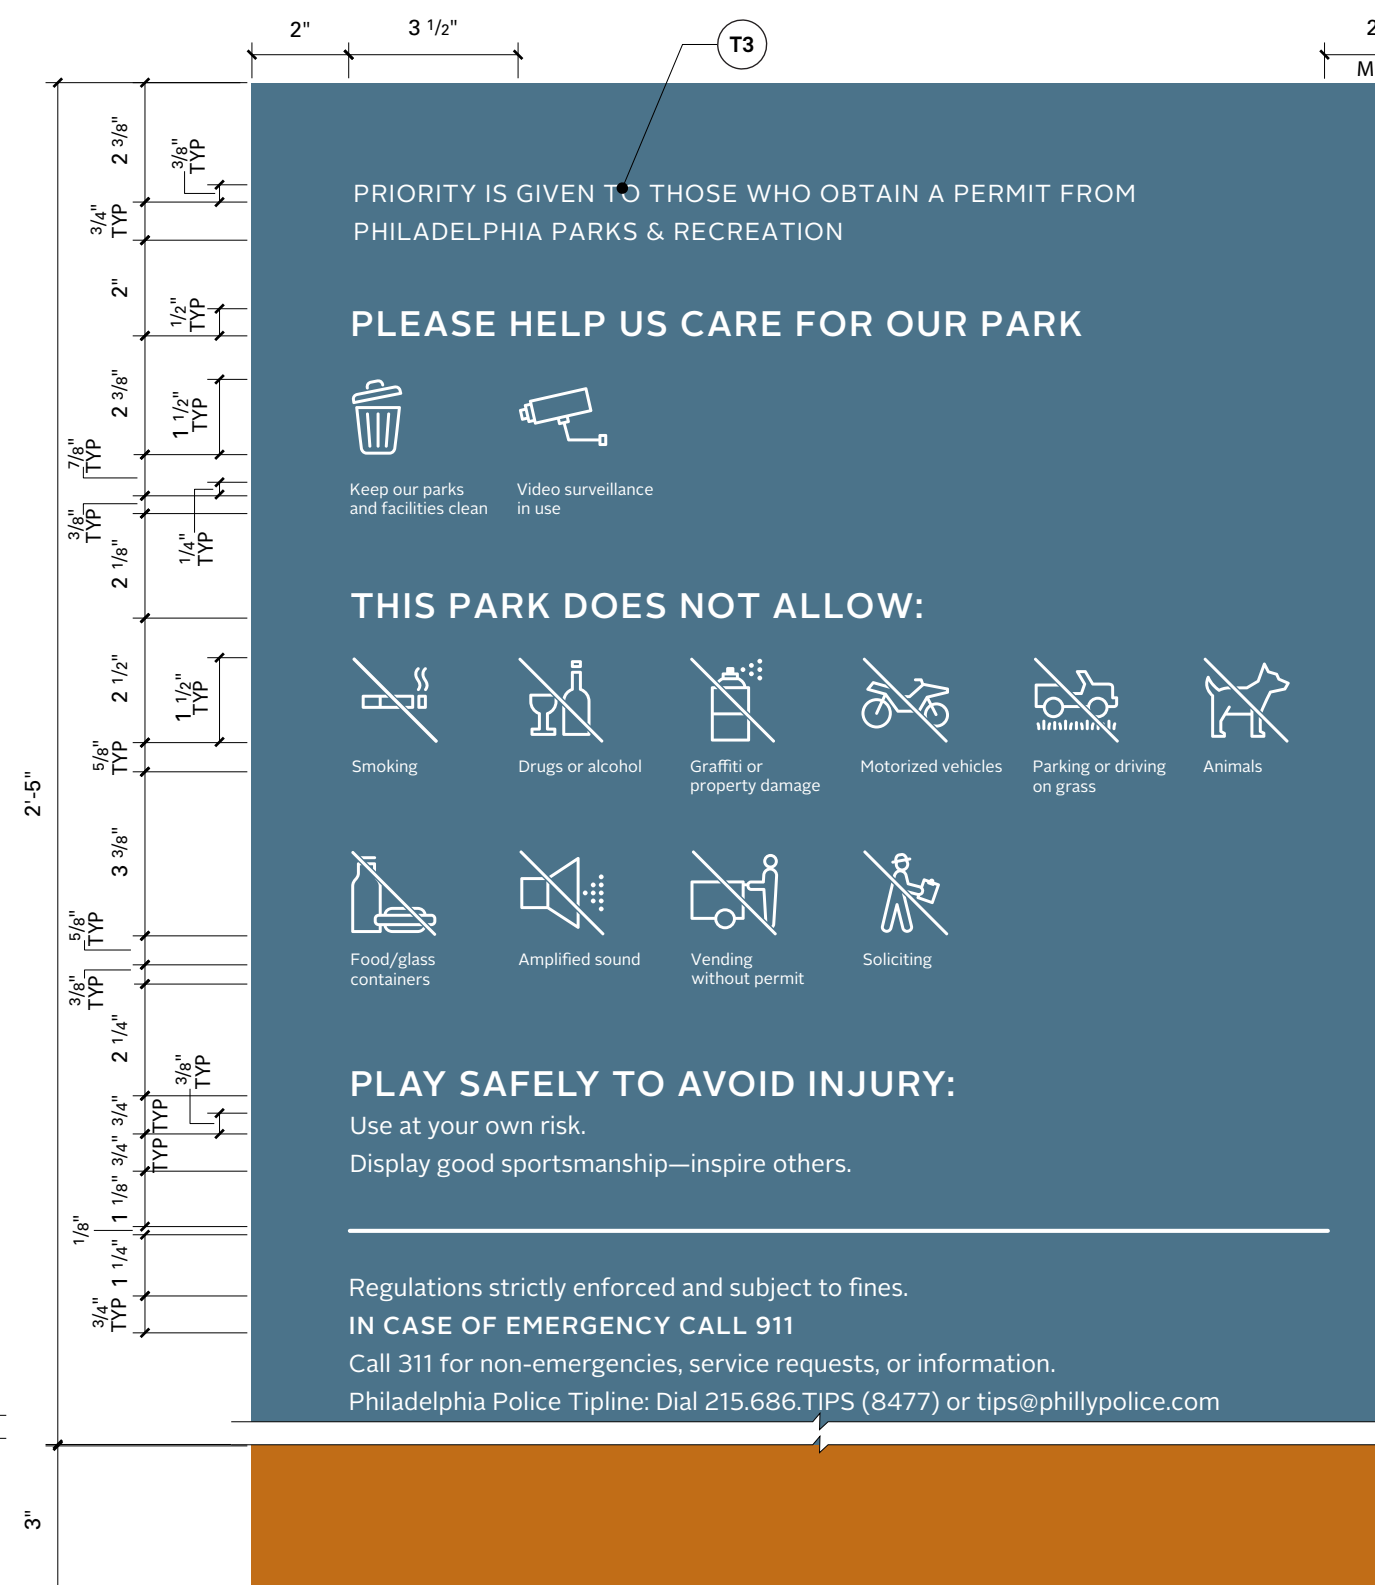 2" 3 1/2" T3 2
M
2 3/8"
3/8" TYP
3/4" TYP
PRIORITY IS GIVEN TO THOSE WHO OBTAIN A PERMIT FROM
PHILADELPHIA PARKS & RECREATION
2"
1/2" TYP
PLEASE HELP US CARE FOR OUR PARK
2 3/8"
1 1/2" TYP
7/8" TYP
Keep our parks
and facilities clean
Video surveillance
in use
3/8" TYP
1/4" TYP
2 1/8"
THIS PARK DOES NOT ALLOW:
2 1/2"
1 1/2" TYP
5/8" TYP
Smoking
Drugs or alcohol
Graffiti or
property damage
Motorized vehicles
Parking or driving
on grass
Animals
2'-5"
3 3/8"
5/8" TYP
3/8" TYP
Food/glass
containers
Amplified sound
Vending
without permit
Soliciting
2 1/4"
3/8" TYP
PLAY SAFELY TO AVOID INJURY:
3/4" TYP
Use at your own risk.
3/4" TYP
Display good sportsmanship—inspire others.
1 1/8"
1/8"
1 1/4"
Regulations strictly enforced and subject to fines.
3/4" TYP
IN CASE OF EMERGENCY CALL 911
Call 311 for non-emergencies, service requests, or information.
Philadelphia Police Tipline: Dial 215.686.TIPS (8477) or tips@phillypolice.com
3"